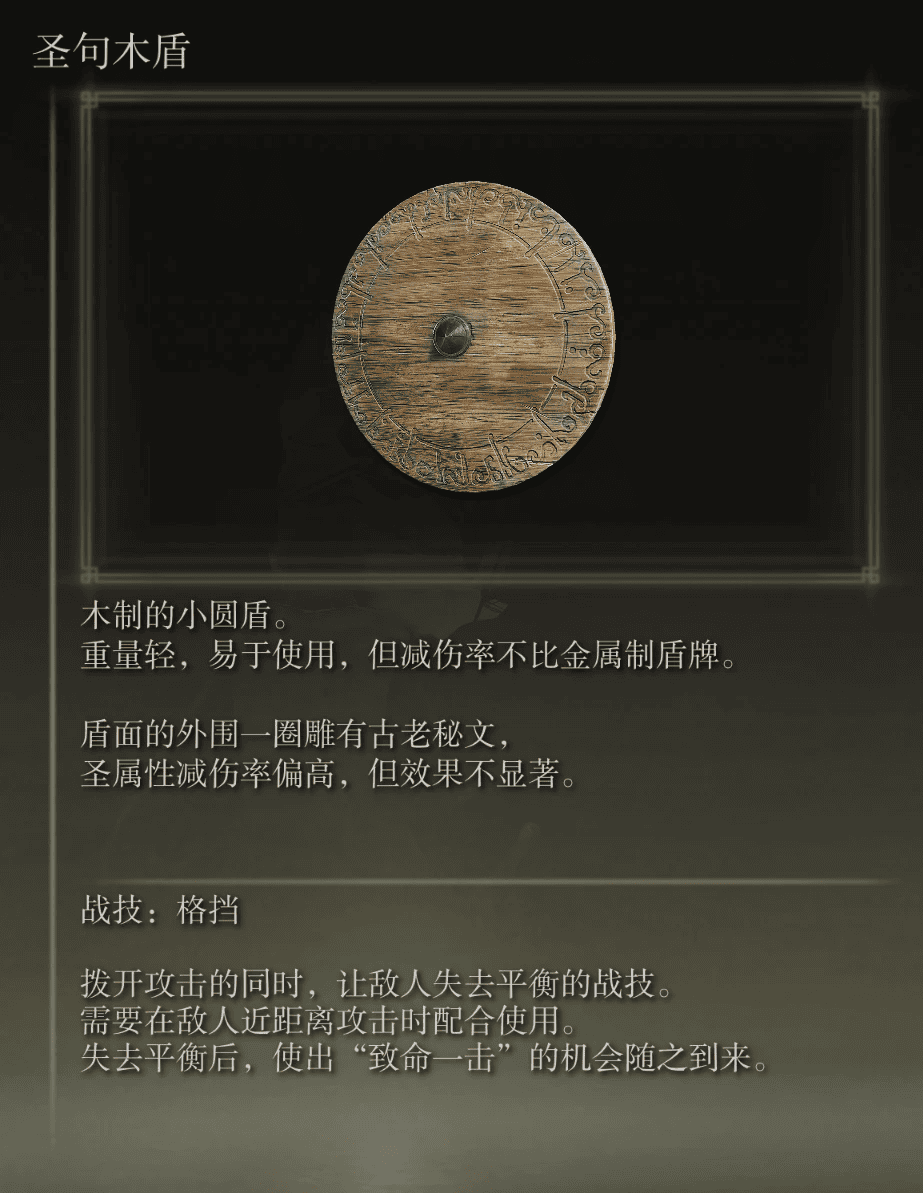 圣句木盾
木制的小圆盾。
重量轻，易于使用，但减伤率不比金属制盾牌。
盾面的外围一圈雕有古老秘文，
圣属性减伤率偏高，但效果不显著。
战技：格挡
拨开攻击的同时，让敌人失去平衡的战技。
需要在敌人近距离攻击时配合使用。
失去平衡后，使出“致命一击”的机会随之到来。